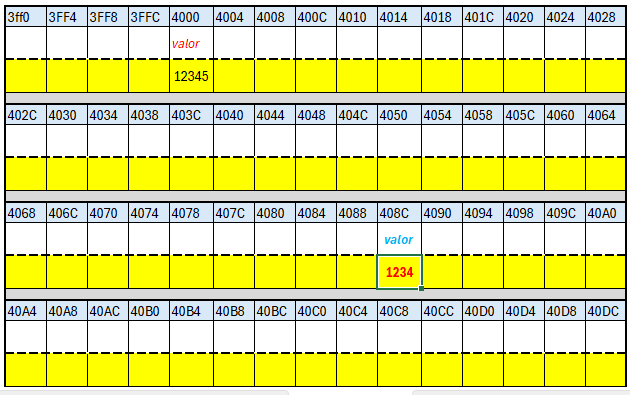 3ff0 3FF4 3FF8 3FFC 4000 4004 4008 400C 4010 4014 4018 401C 4020 4024 4028
valor
12345
402C 4030 4034 4038 403C 4040 4044 4048 404C 4050 4054 4058 405C 4060 4064
4068 406C 4070 4074 4078 407C 4080 4084 4088 408C 4090 4094 4098 409C 40A0
valor
1234
40A4 40A8 40AC 40B0 40B4 40B8 40BC 40C0 40C4 40C8 40CC 40D0 40D4 40D8 40DC